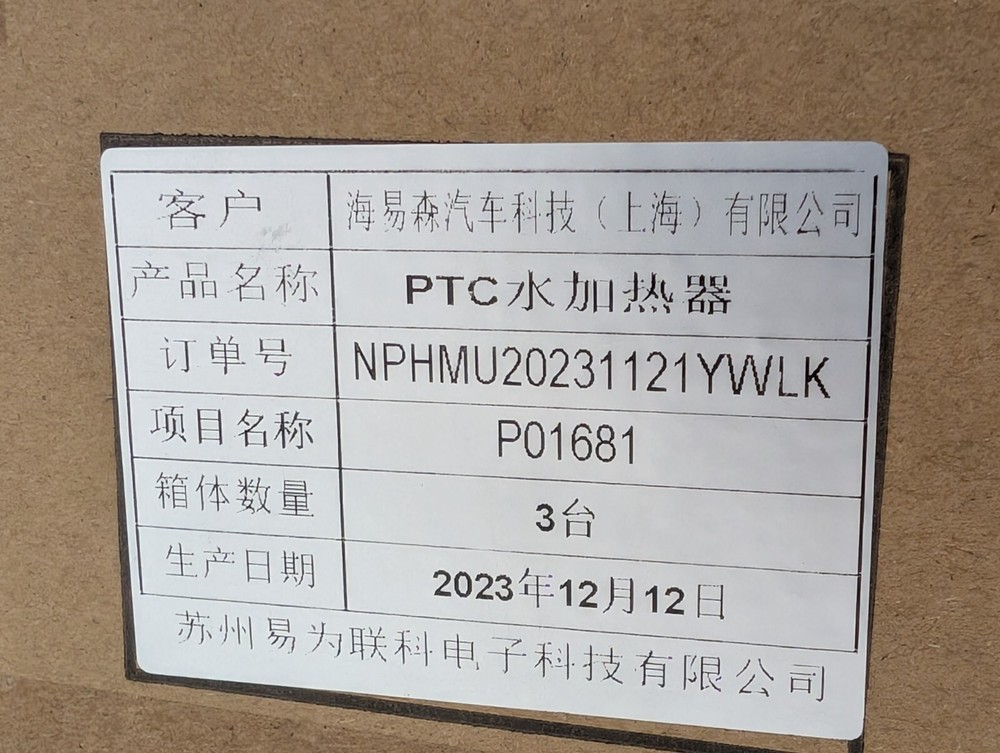 客户 海易森汽车科技（上海）有限公司
产品名称 PTC水加热器
订单号 NPHMU20231121YWLK
项目名称 P01681
箱体数量 3台
生产日期 2023年12月12日
苏州易为联科电子科技有限公司